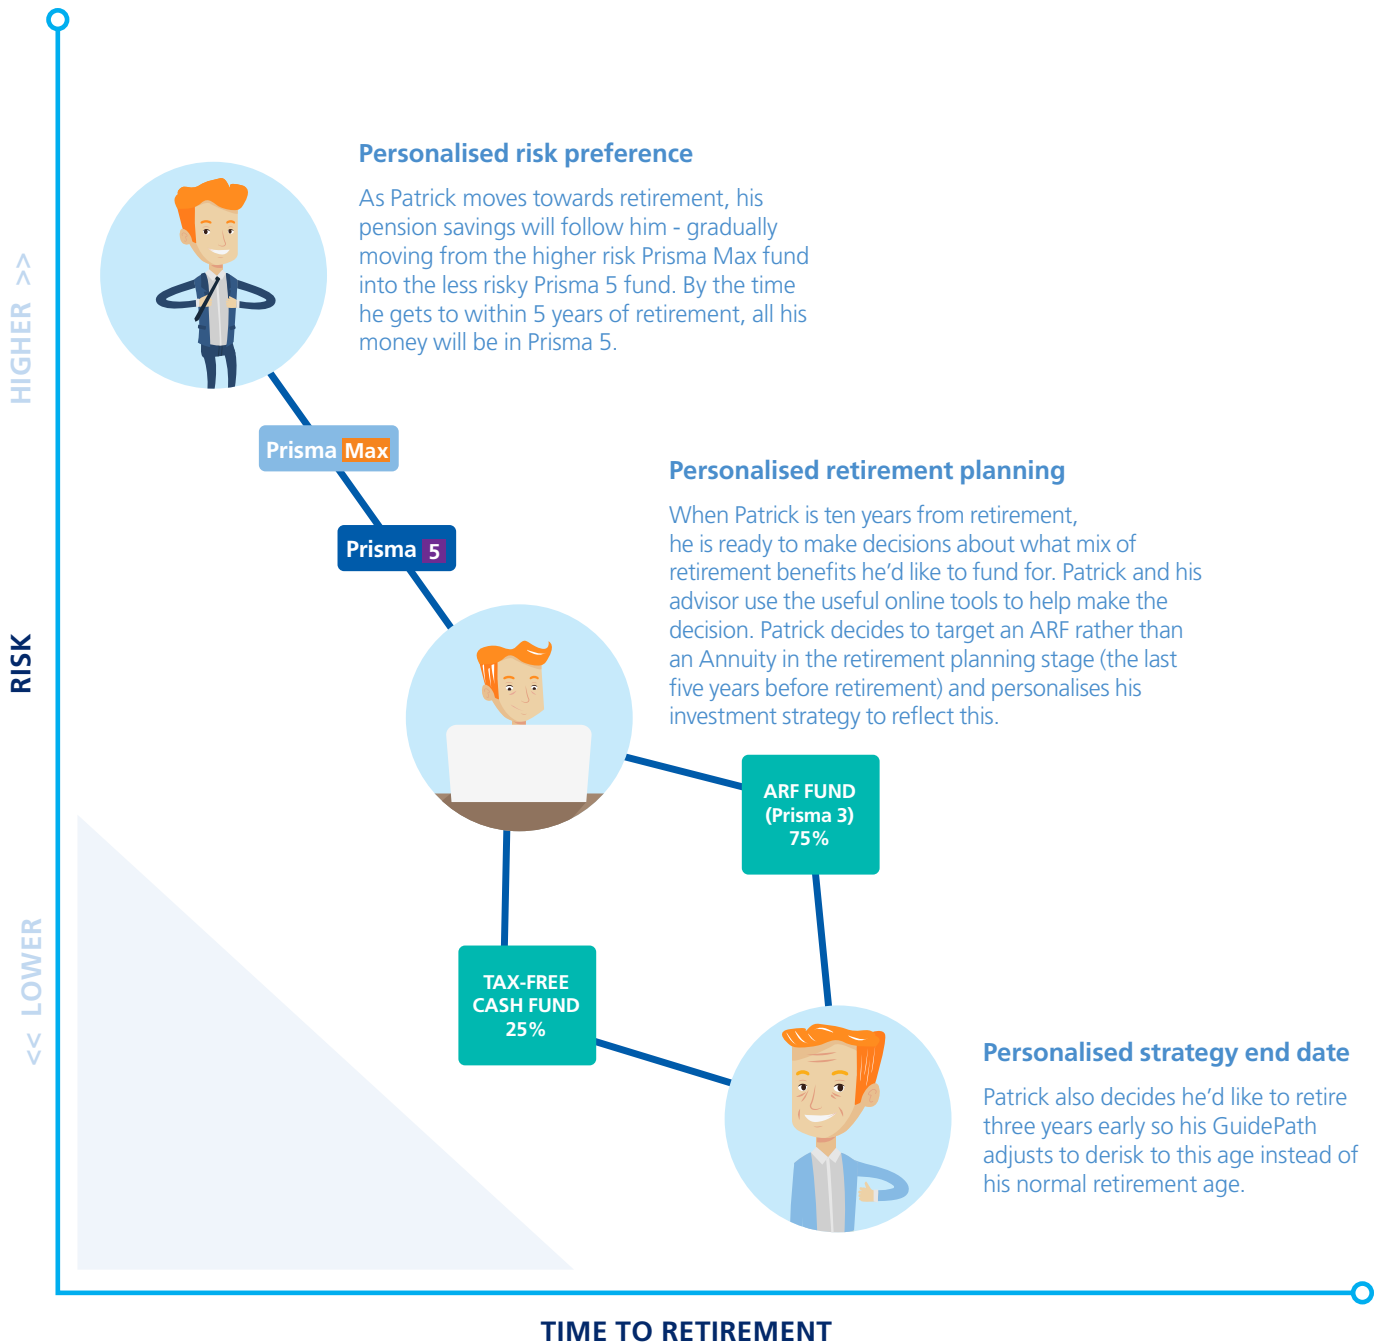 Personalised risk preference
As Patrick moves towards retirement, his
pension savings will follow him - gradually
moving from the higher risk Prisma Max fund
into the less risky Prisma 5 fund. By the time
he gets to within 5 years of retirement, all his
money will be in Prisma 5.
HIGHER >>
Prisma Max
Prisma 5
Personalised retirement planning
When Patrick is ten years from retirement,
he is ready to make decisions about what mix of
retirement benefits he’d like to fund for. Patrick and his
advisor use the useful online tools to help make the
decision. Patrick decides to target an ARF rather than
an Annuity in the retirement planning stage (the last
five years before retirement) and personalises his
investment strategy to reflect this.
RISK
ARF FUND
(Prisma 3)
75%
<< LOWER
TAX-FREE
CASH FUND
25%
Personalised strategy end date
Patrick also decides he’d like to retire
three years early so his GuidePath
adjusts to derisk to this age instead of
his normal retirement age.
TIME TO RETIREMENT